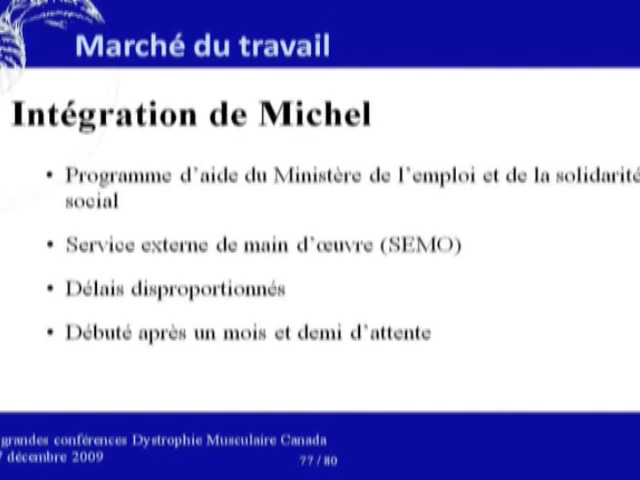 Marché du travail
Intégration de Michel
• Programme d'aide du Ministère de l'emploi et de la solidarité
social
• Service externe de main d'œuvre (SEMO)
• Délais disproportionnés
• Débuté après un mois et demi d'attente
grandes conférences Dystrophie Musculaire Canada
7 décembre 2009
77 / 80